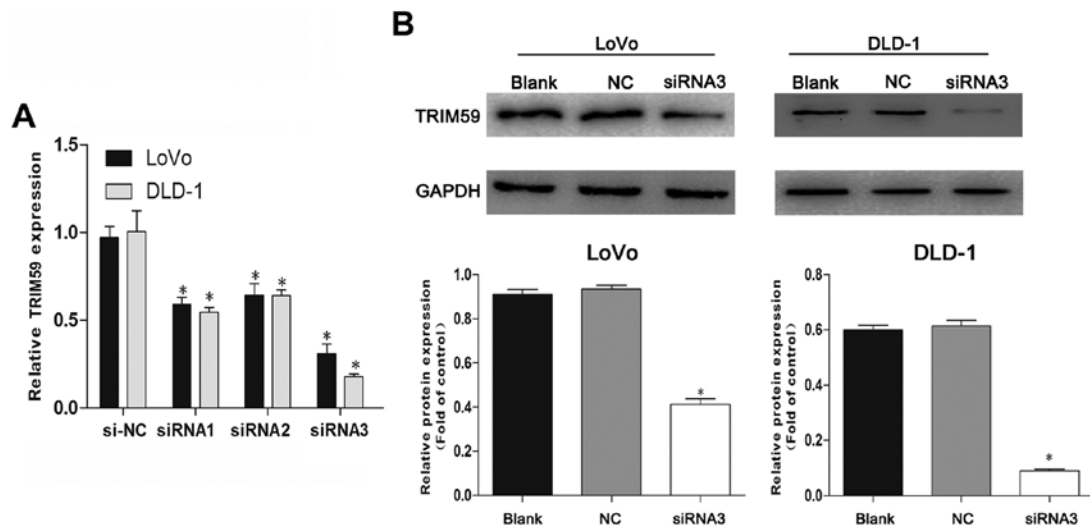 A
Relative TRIM59 expression
1.5
1.0
0.5
0.0
LoVo
DLD-1
* * * * * *
si-NC siRNA1 siRNA2 siRNA3
B
LoVo
Blank NC siRNA3
TRIM59
GAPDH
DLD-1
Blank NC siRNA3
LoVo
Relative protein expression
(Fold of control)
1.0
0.8
0.6
0.4
0.2
0.0
*
Blank NC siRNA3
DLD-1
Relative protein expression
(Fold of control)
0.8
0.6
0.4
0.2
0.0
*
Blank NC siRNA3